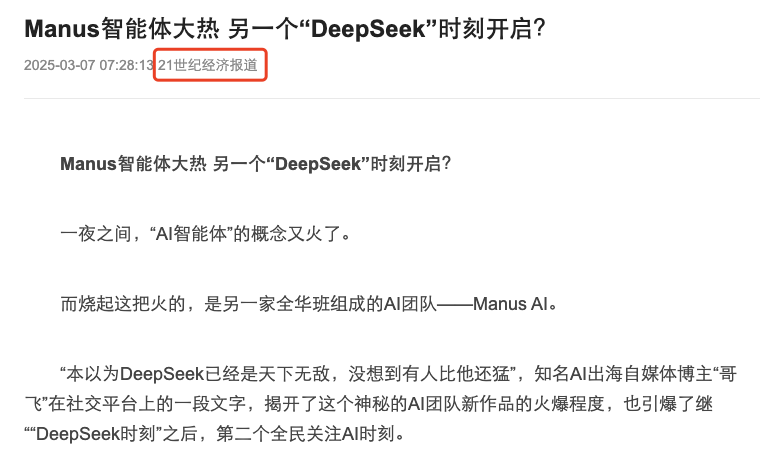 Manus智能体大热 另一个“DeepSeek”时刻开启？
2025-03-07 07:28:13 21世纪经济报道
Manus智能体大热 另一个“DeepSeek”时刻开启？
一夜之间，“AI智能体”的概念又火了。
而烧起这把火的，是另一家全华班组成的AI团队——Manus AI。
“本以为DeepSeek已经是天下无敌，没想到有人比他还猛”，知名AI出海自媒体博主“哥
飞”在社交平台上的一段文字，揭开了这个神秘的AI团队新作品的火爆程度，也引爆了继
““DeepSeek时刻”之后，第二个全民关注AI时刻。